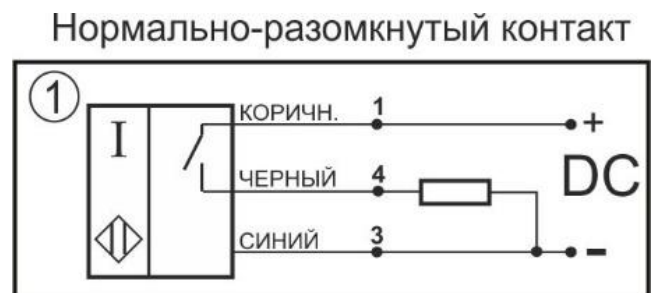 Нормально-разомкнутый контакт
1
КОРИЧН. 1 +
I
ЧЕРНЫЙ 4 DC
СИНИЙ 3 -